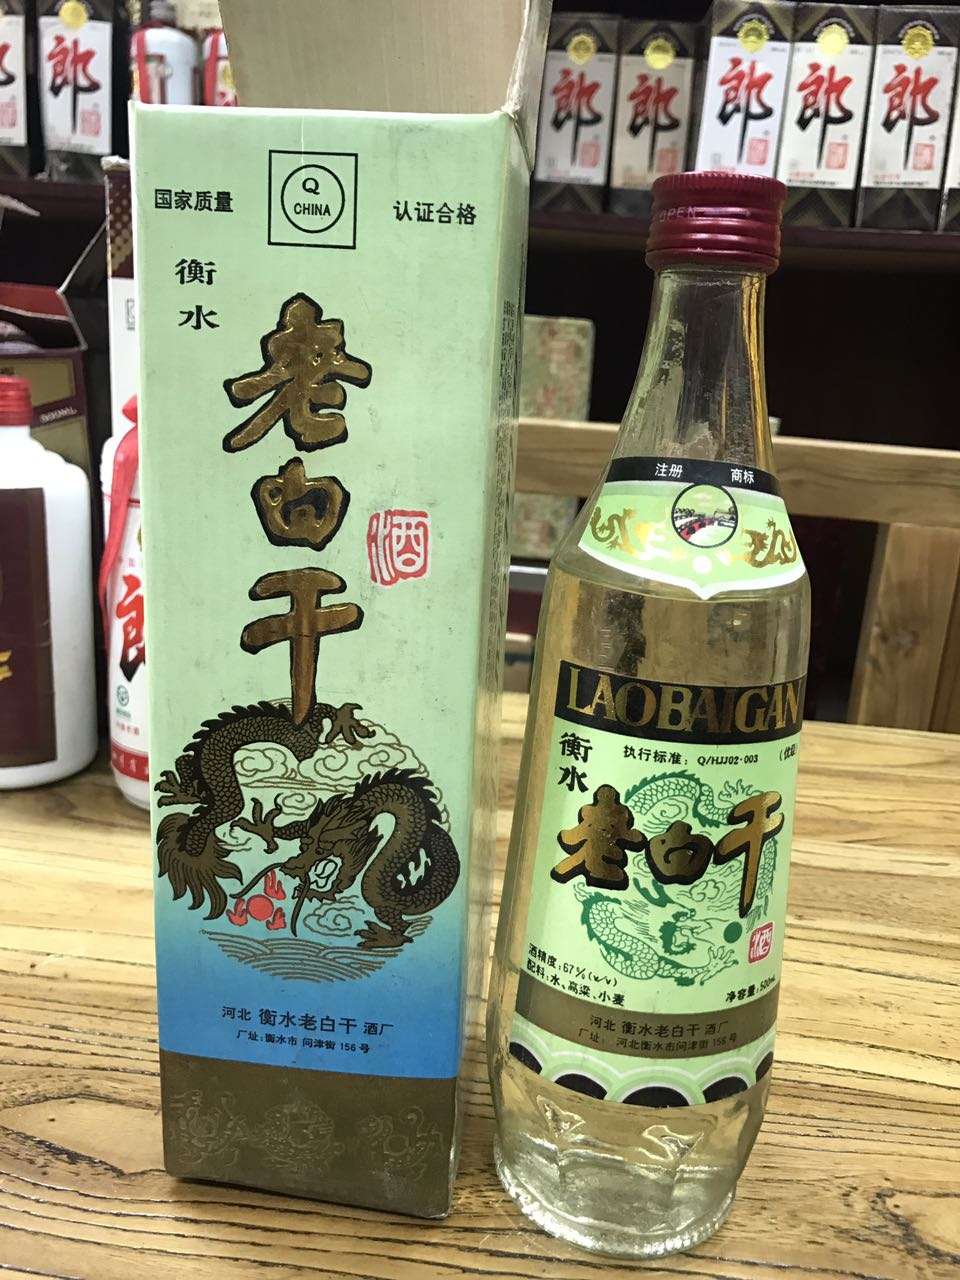 国家质量
Q
CHINA
认证合格
衡水
老白干
酒
河北 衡水老白干 酒厂
厂址:衡水市 问津街 156 号
OPEN
注册 商标
LAOBAIGAN
衡水
执行标准: Q/HJJ02·003
老白干
酒
酒精度:67%(v/v)
配料:水、高粱、小麦
净容量:500mL
河北 衡水老白干 酒厂
厂址: 河北衡水市问津街 156 号
郎
郎
郎
郎
郎
郎
郎
郎
500ML